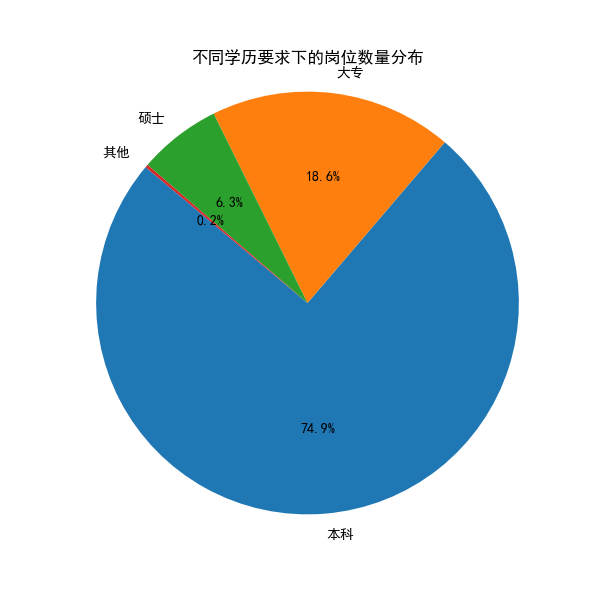 不同学历要求下的岗位数量分布
大专
硕士
其他
18.6%
6.3%
0.2%
74.9%
本科